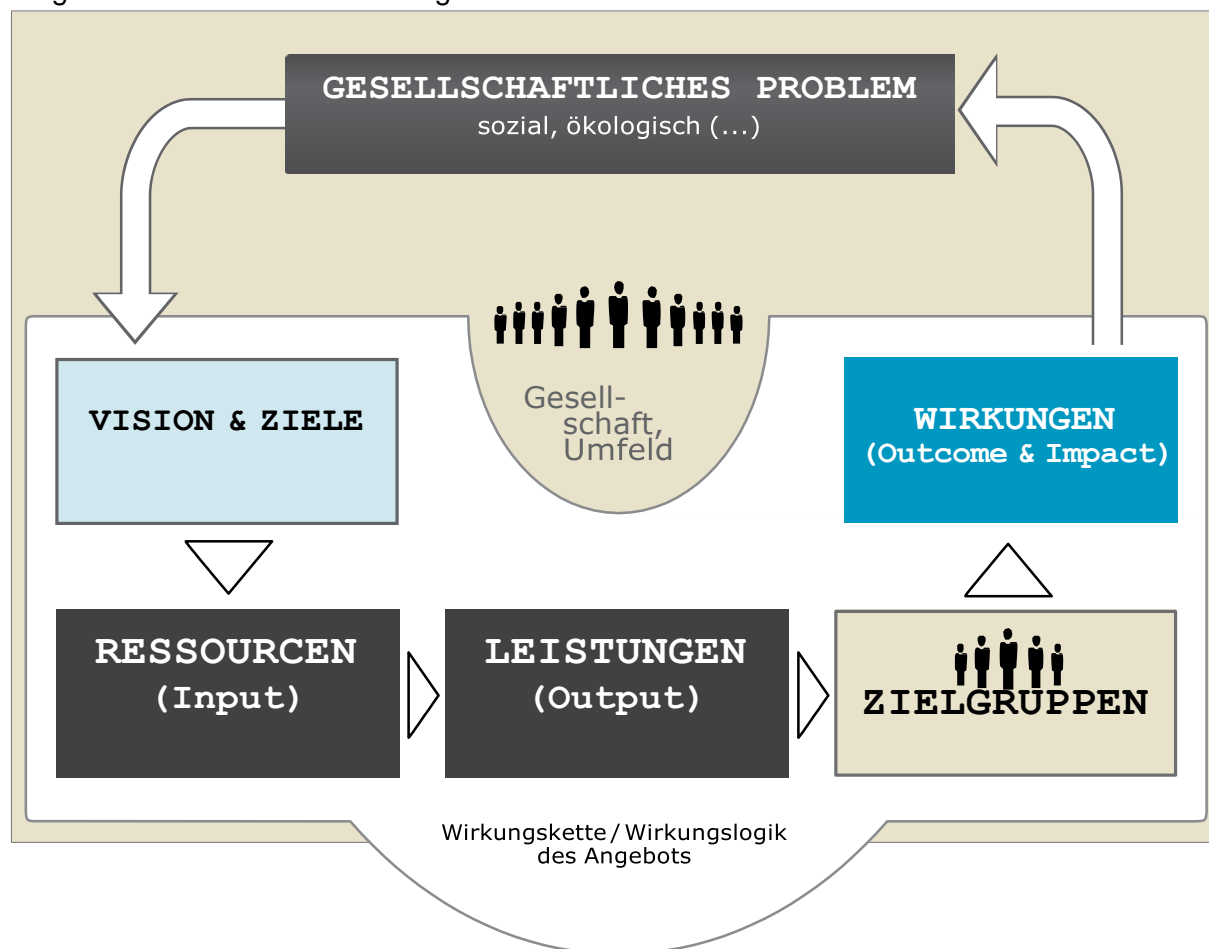 GESELLSCHAFTLICHES PROBLEM
sozial, ökologisch (...)
Gesell-
schaft,
Umfeld
VISION & ZIELE
WIRKUNGEN
(Outcome & Impact)
RESSOURCEN
(Input)
LEISTUNGEN
(Output)
ZIELGRUPPEN
Wirkungskette / Wirkungslogik
des Angebots